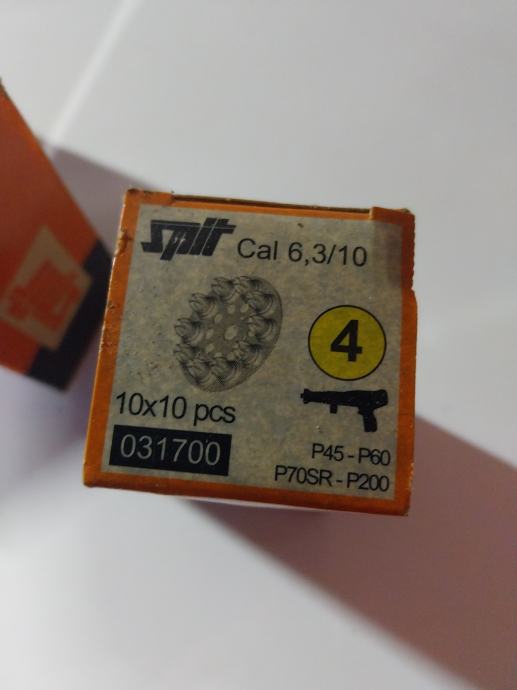 spit Cal 6,3/10
4
10x10 pcs
031700
P45 - P60
P70SR - P200